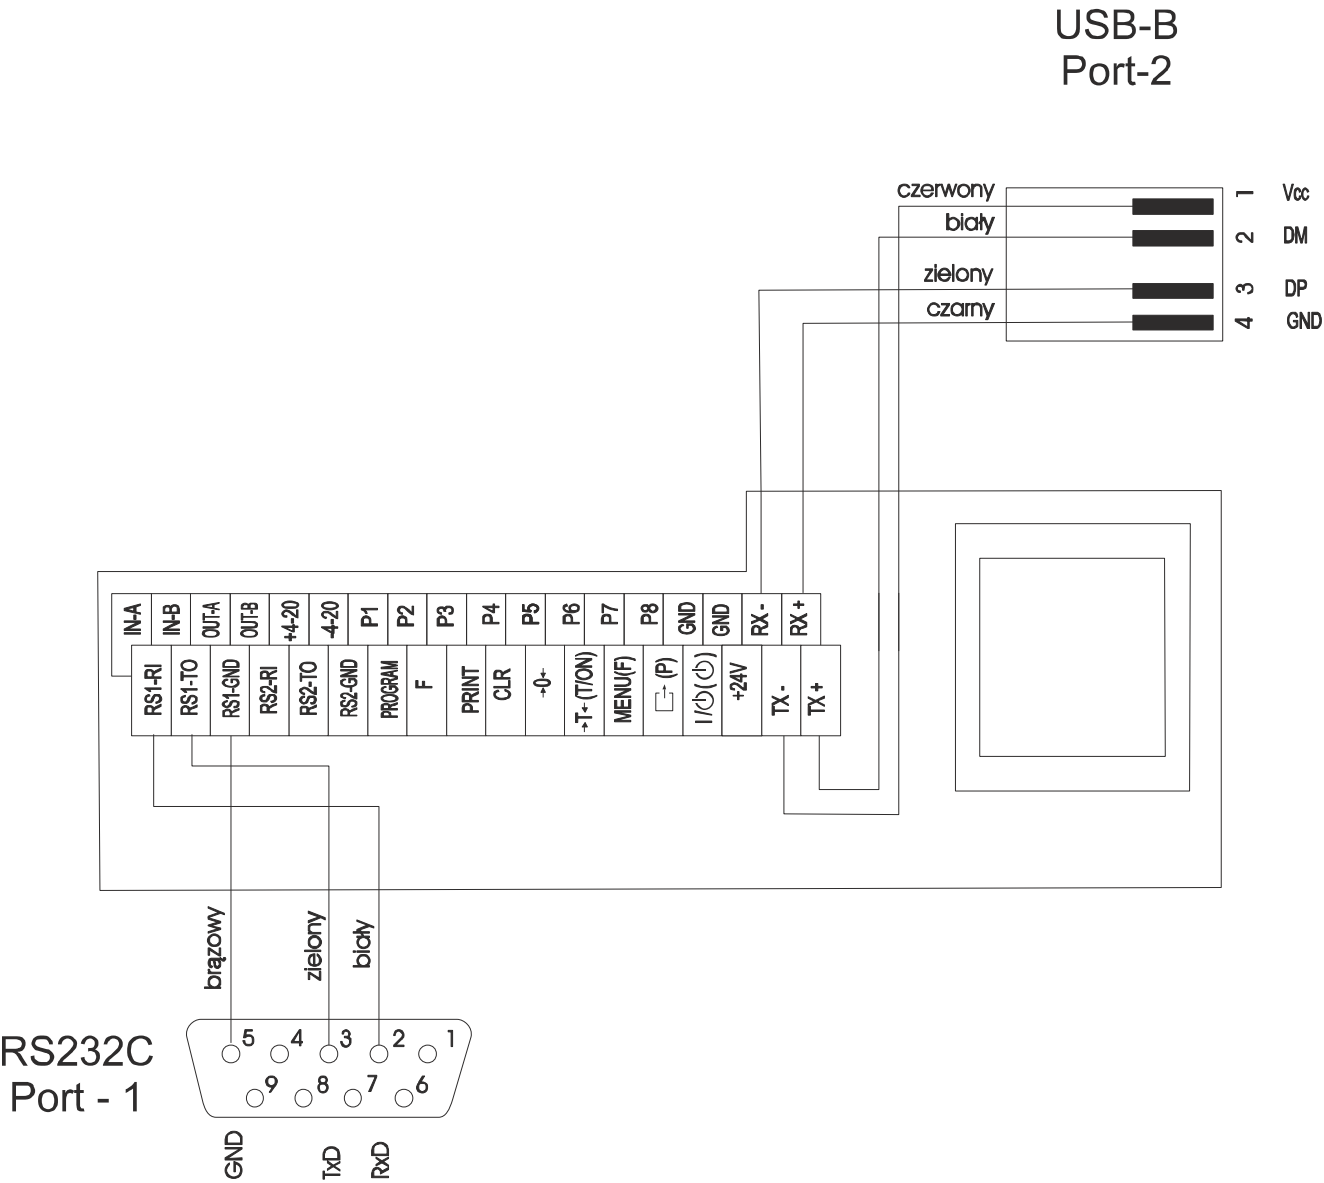 USB-B
Port-2
czerwony
1 Vcc
biały
2 DM
zielony
3 DP
czarny
4 GND
IN-A IN-B OUT-A OUT-B +4-20 -4-20 P1 P2 P3 P4 P5 P6 P7 P8 GND GND RX - RX +
RS1-RI RS1-TO RS1-GND RS2-RI RS2-TO RS2-GND PROGRAM F PRINT CLR →0← →T←(T/ON) MENU(F) (P) I/⏻(⏻) +24V TX - TX +
brązowy
zielony
biały
RS232C
Port - 1
5 4 3 2 1
9 8 7 6
GND
TxD
RxD